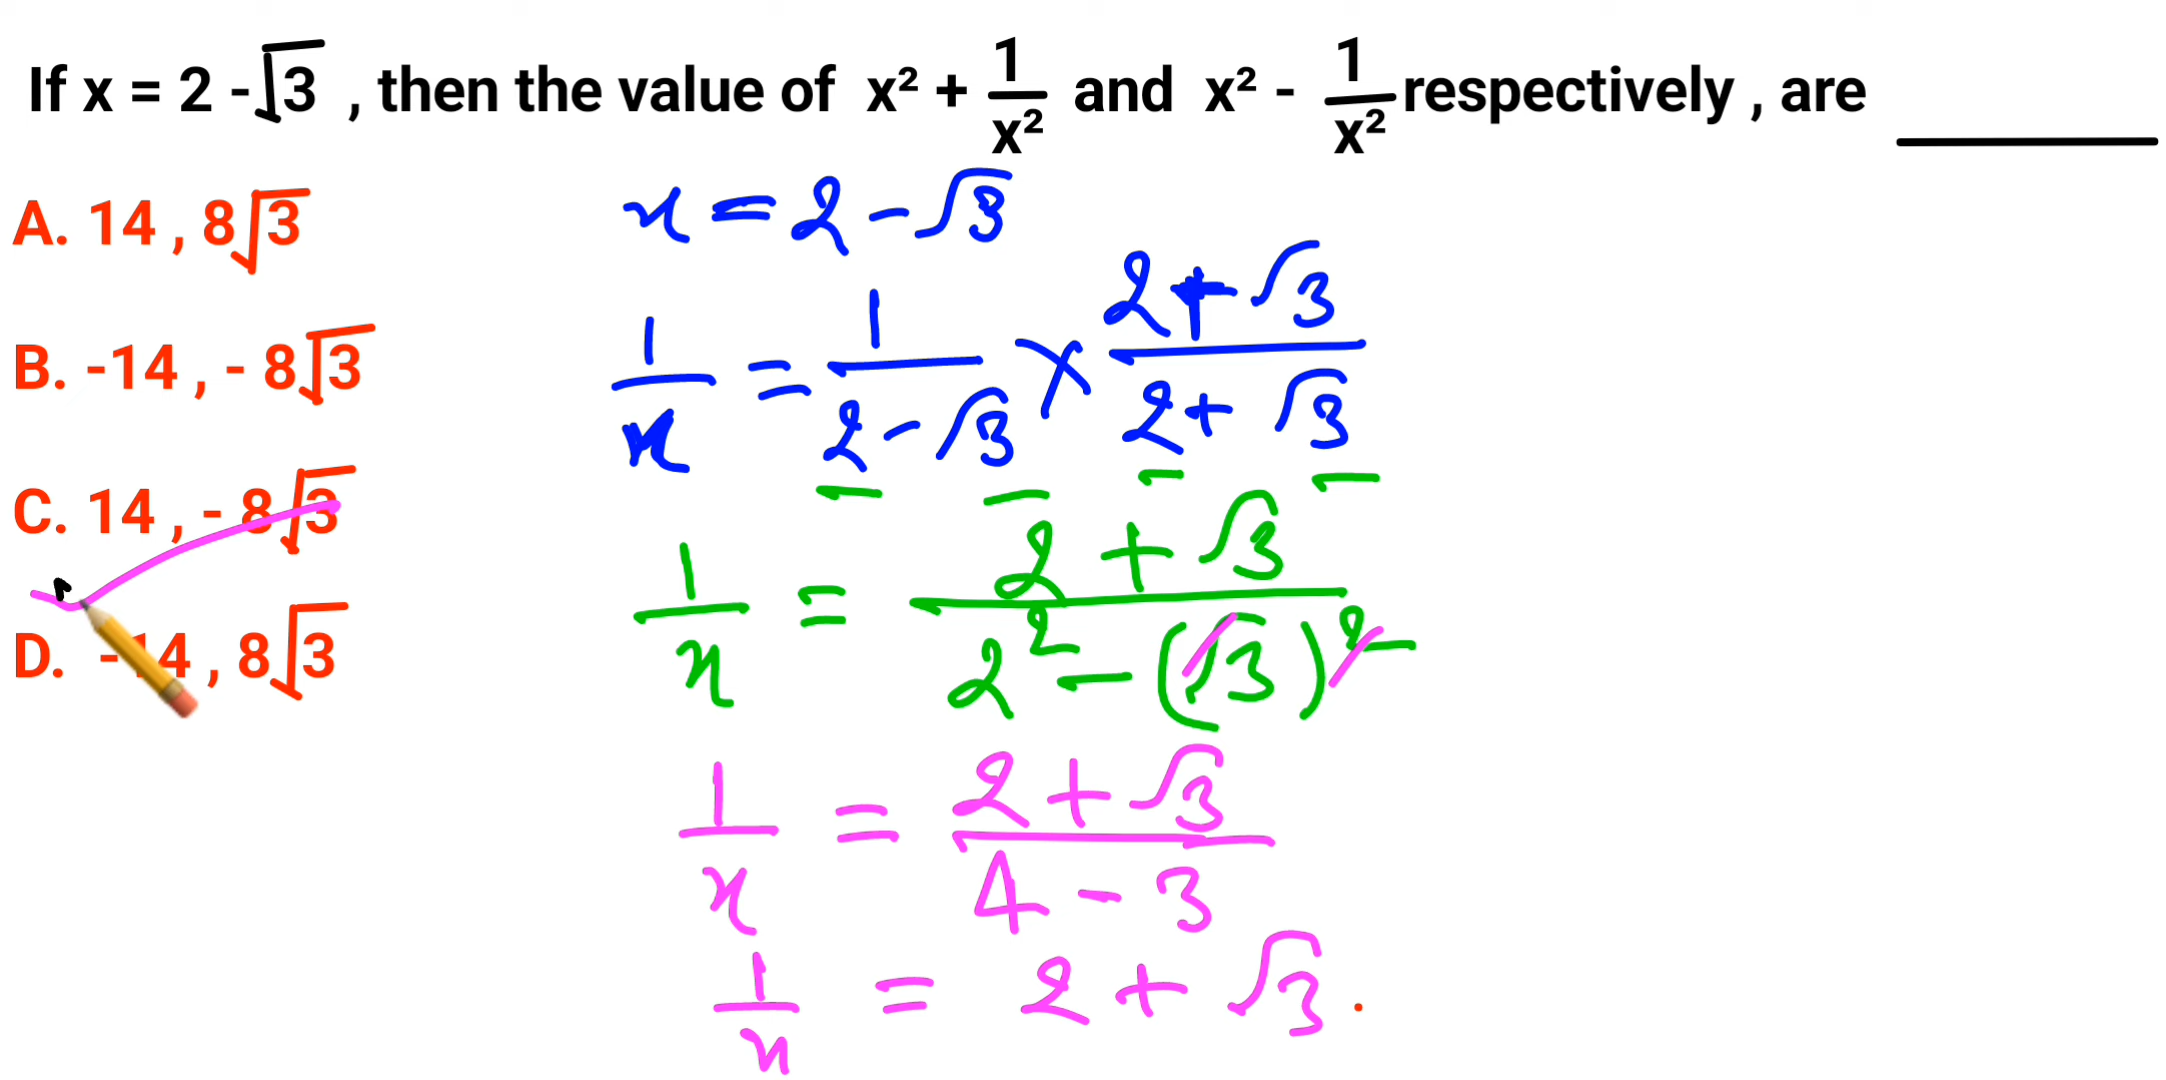 If x = 2 - √3 , then the value of x² + 1/x² and x² - 1/x² respectively , are ________
A. 14 , 8√3
B. -14 , - 8√3
C. 14 , - 8√3
D. -14 , 8√3
x = 2 - √3
1/x = 1/(2 - √3) × (2 + √3)/(2 + √3)
1/x = (2 + √3)/(2² - (√3)²)
1/x = (2 + √3)/(4 - 3)
1/x = 2 + √3 .